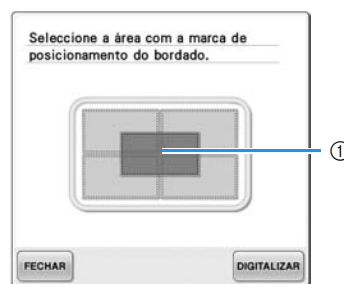 Seleccione a área com a marca de
posicionamento do bordado.
①
FECHAR
DIGITALIZAR